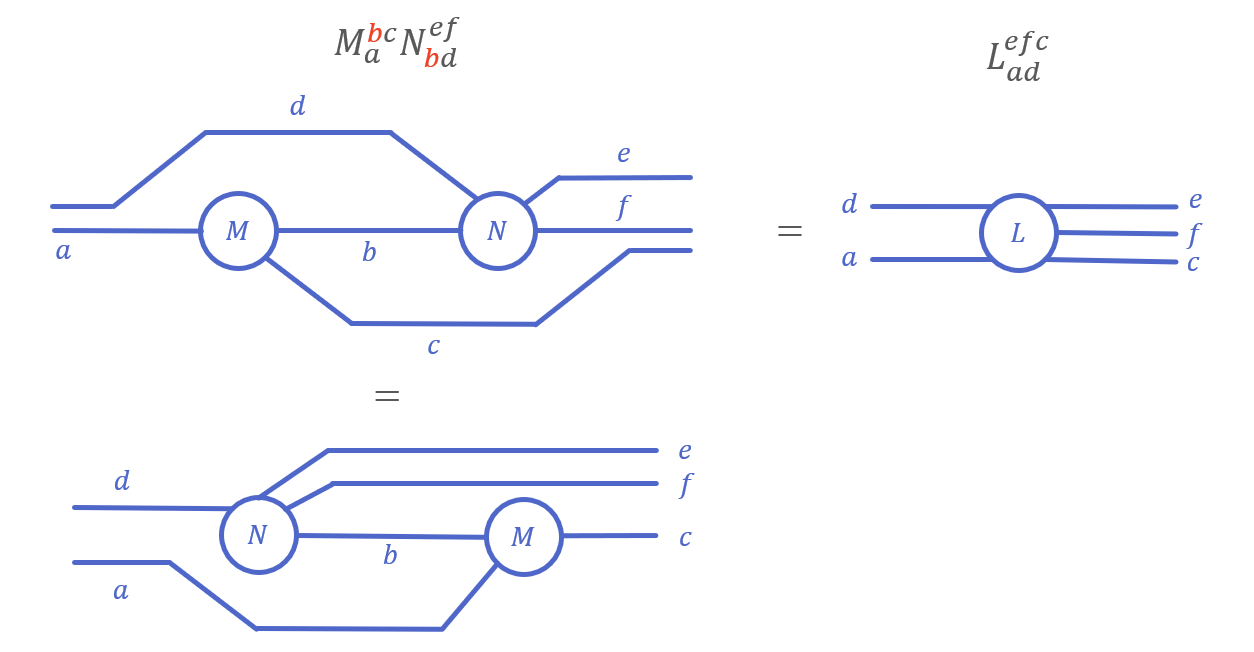 M_a^{bc} N_{bd}^{ef}
L_{ad}^{efc}
d
e
M
N
f
a
b
c
=
d
a
L
e
f
c
=
d
e
f
N
M
c
b
a